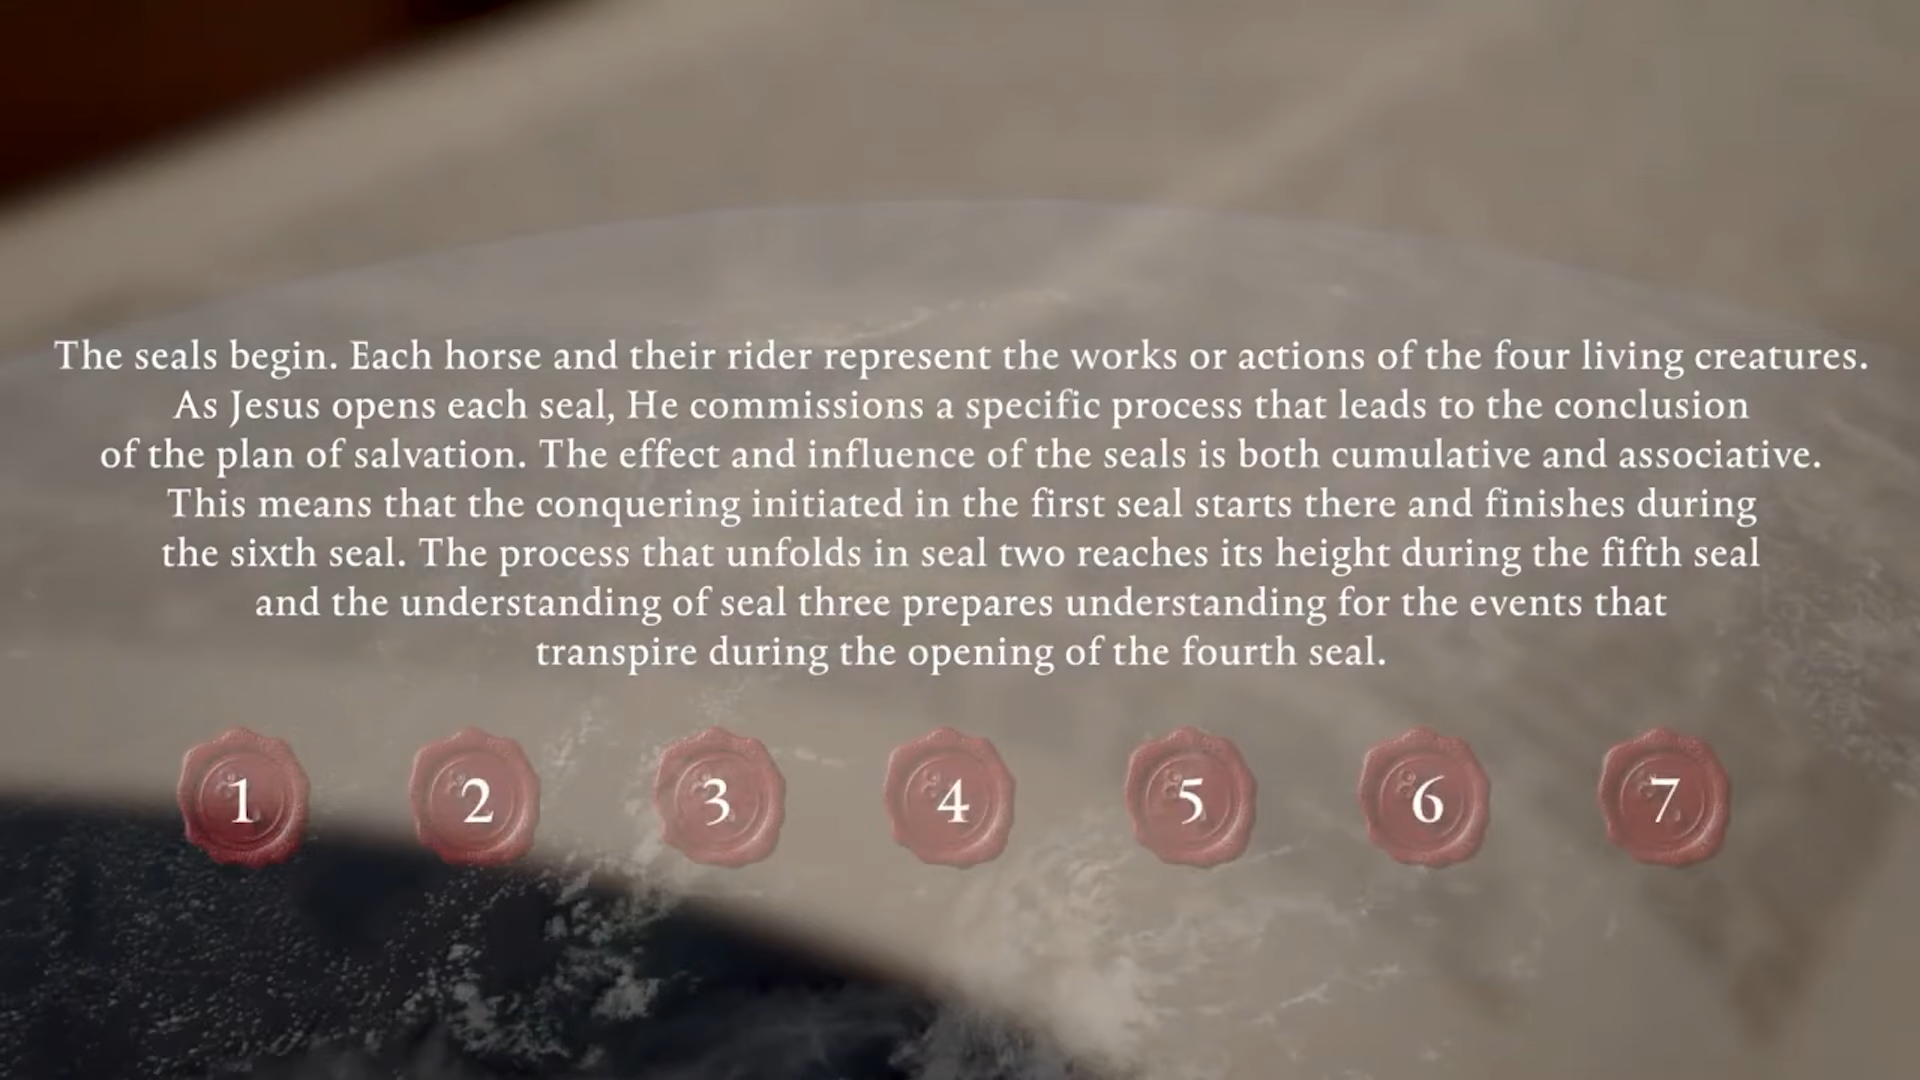 The seals begin. Each horse and their rider represent the works or actions of the four living creatures.
As Jesus opens each seal, He commissions a specific process that leads to the conclusion
of the plan of salvation. The effect and influence of the seals is both cumulative and associative.
This means that the conquering initiated in the first seal starts there and finishes during
the sixth seal. The process that unfolds in seal two reaches its height during the fifth seal
and the understanding of seal three prepares understanding for the events that
transpire during the opening of the fourth seal.
1 2 3 4 5 6 7